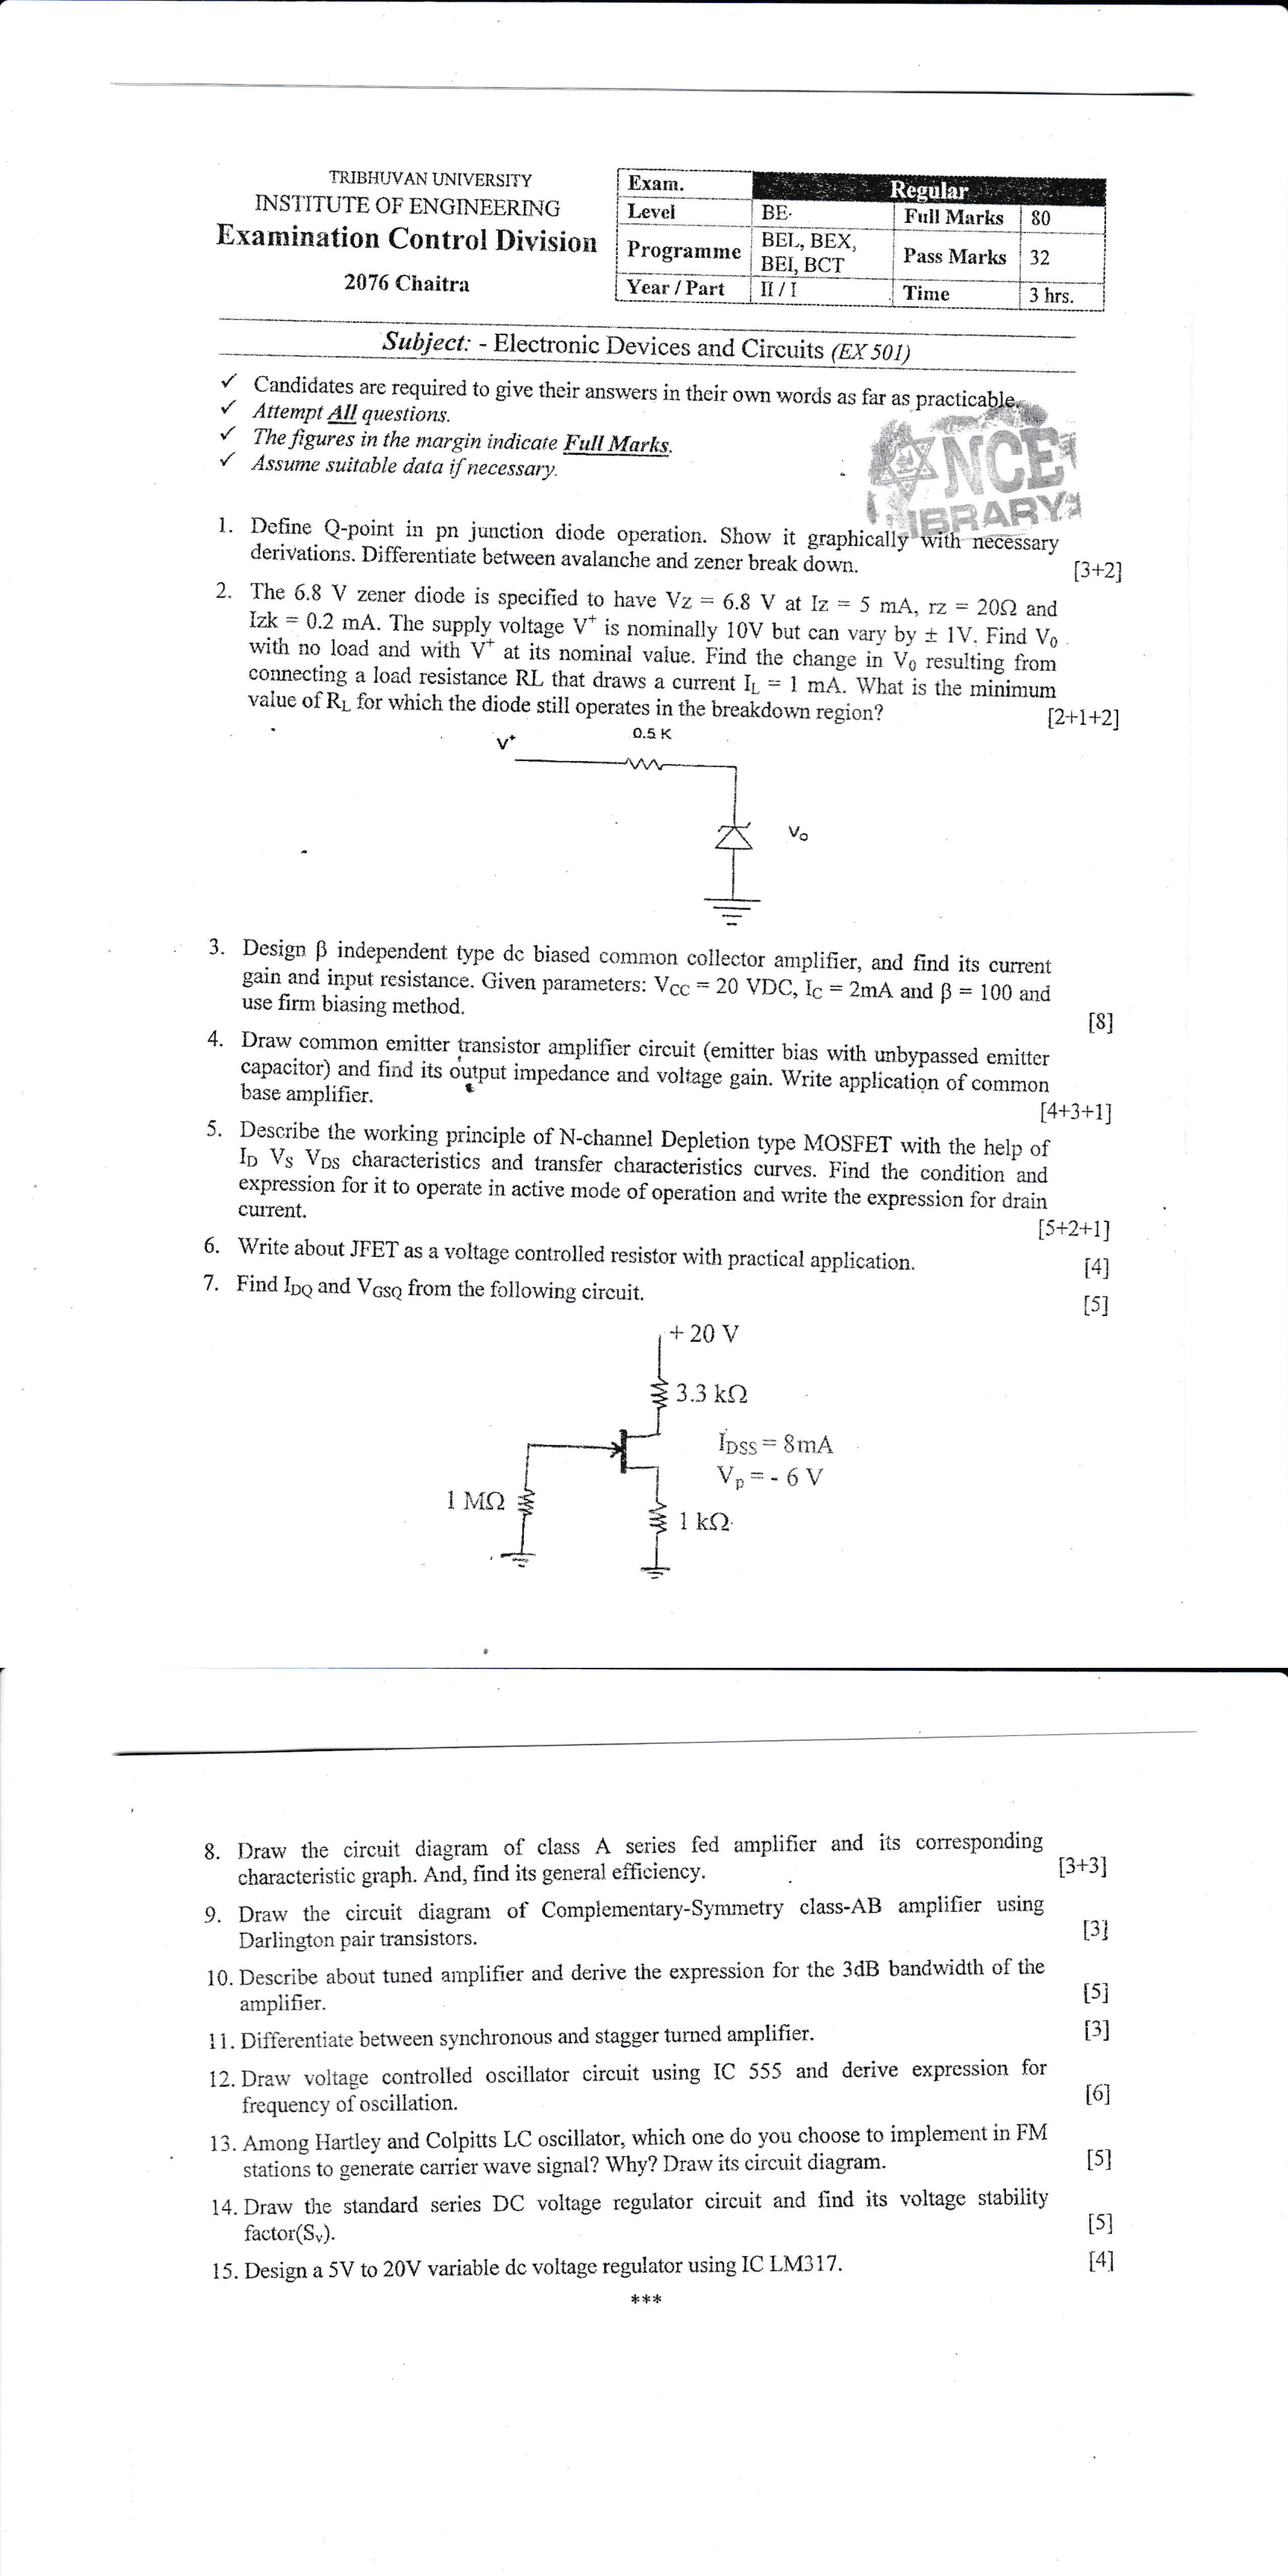 TRIBHUVAN UNIVERSITY
INSTITUTE OF ENGINEERING
Examination Control Division
2076 Chaitra
Exam. Regular
Level BE Full Marks 80
Programme BEL, BEX, BEI, BCT Pass Marks 32
Year / Part II / I Time 3 hrs.
Subject: - Electronic Devices and Circuits (EX 501)
✓ Candidates are required to give their answers in their own words as far as practicable.
✓ Attempt All questions.
✓ The figures in the margin indicate Full Marks.
✓ Assume suitable data if necessary.
NCE
LIBRARY
1. Define Q-point in pn junction diode operation. Show it graphically with necessary
derivations. Differentiate between avalanche and zener break down. [3+2]
2. The 6.8 V zener diode is specified to have Vz = 6.8 V at Iz = 5 mA, rz = 20Ω and
Izk = 0.2 mA. The supply voltage V⁺ is nominally 10V but can vary by ± 1V. Find V₀
with no load and with V⁺ at its nominal value. Find the change in V₀ resulting from
connecting a load resistance RL that draws a current IL = 1 mA. What is the minimum
value of RL for which the diode still operates in the breakdown region? [2+1+2]
V⁺
0.5 K
Vo
3. Design β independent type dc biased common collector amplifier, and find its current
gain and input resistance. Given parameters: VCC = 20 VDC, IC = 2mA and β = 100 and
use firm biasing method. [8]
4. Draw common emitter transistor amplifier circuit (emitter bias with unbypassed emitter
capacitor) and find its output impedance and voltage gain. Write application of common
base amplifier. [4+3+1]
5. Describe the working principle of N-channel Depletion type MOSFET with the help of
ID VS VDS characteristics and transfer characteristics curves. Find the condition and
expression for it to operate in active mode of operation and write the expression for drain
current. [5+2+1]
6. Write about JFET as a voltage controlled resistor with practical application. [4]
7. Find IDQ and VGSQ from the following circuit. [5]
+ 20 V
3.3 kΩ
IDSS = 8mA
Vp = - 6 V
1 MΩ
1 kΩ
8. Draw the circuit diagram of class A series fed amplifier and its corresponding
characteristic graph. And, find its general efficiency. [3+3]
9. Draw the circuit diagram of Complementary-Symmetry class-AB amplifier using
Darlington pair transistors. [3]
10. Describe about tuned amplifier and derive the expression for the 3dB bandwidth of the
amplifier. [5]
11. Differentiate between synchronous and stagger turned amplifier. [3]
12. Draw voltage controlled oscillator circuit using IC 555 and derive expression for
frequency of oscillation. [6]
13. Among Hartley and Colpitts LC oscillator, which one do you choose to implement in FM
stations to generate carrier wave signal? Why? Draw its circuit diagram. [5]
14. Draw the standard series DC voltage regulator circuit and find its voltage stability
factor(Sv). [5]
15. Design a 5V to 20V variable dc voltage regulator using IC LM317. [4]
***